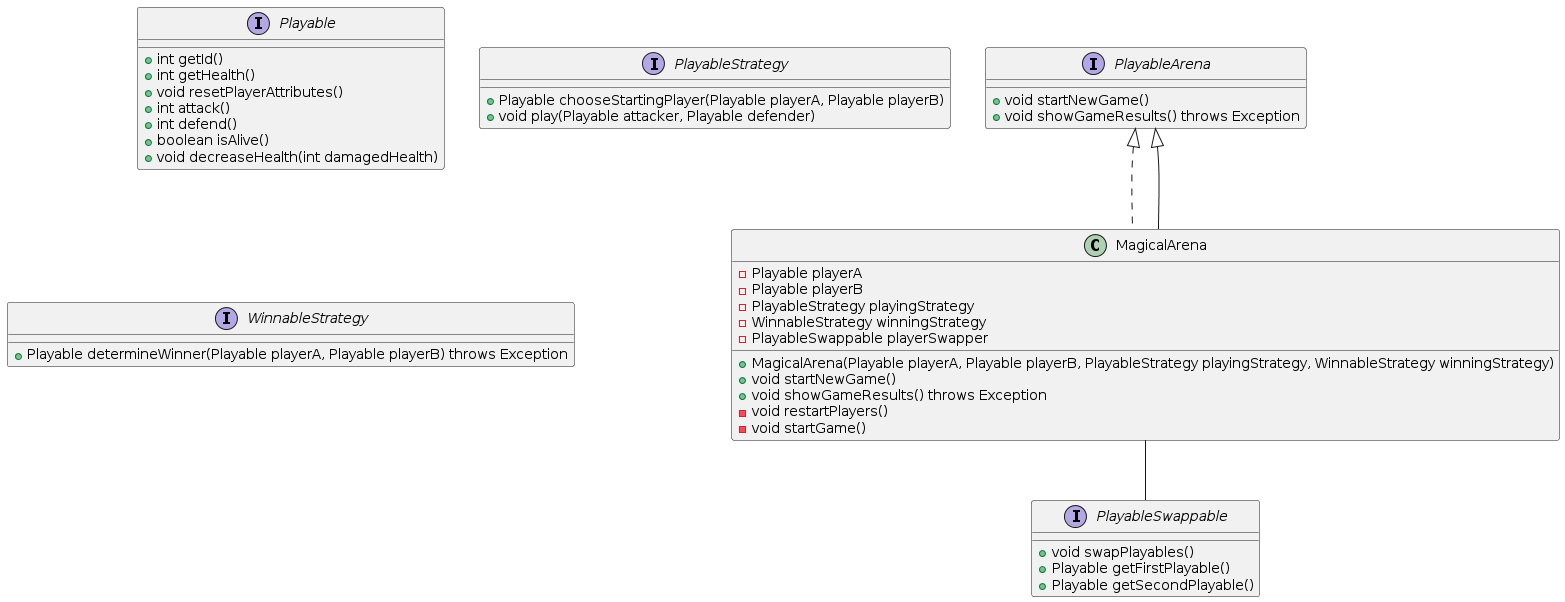 I Playable
int getId()
int getHealth()
void resetPlayerAttributes()
int attack()
int defend()
boolean isAlive()
void decreaseHealth(int damagedHealth)
I PlayableStrategy
Playable chooseStartingPlayer(Playable playerA, Playable playerB)
void play(Playable attacker, Playable defender)
I PlayableArena
void startNewGame()
void showGameResults() throws Exception
I WinnableStrategy
Playable determineWinner(Playable playerA, Playable playerB) throws Exception
C MagicalArena
Playable playerA
Playable playerB
PlayableStrategy playingStrategy
WinnableStrategy winningStrategy
PlayableSwappable playerSwapper
MagicalArena(Playable playerA, Playable playerB, PlayableStrategy playingStrategy, WinnableStrategy winningStrategy)
void startNewGame()
void showGameResults() throws Exception
void restartPlayers()
void startGame()
I PlayableSwappable
void swapPlayables()
Playable getFirstPlayable()
Playable getSecondPlayable()